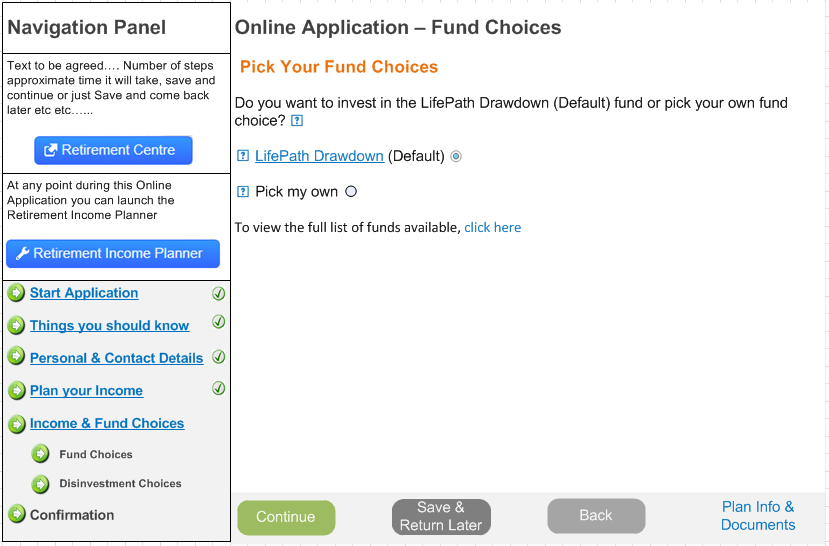 Navigation Panel
Text to be agreed…. Number of steps
approximate time it will take, save and
continue or just Save and come back
later etc etc…...
Retirement Centre
At any point during this Online
Application you can launch the
Retirement Income Planner
Retirement Income Planner
Start Application
Things you should know
Personal & Contact Details
Plan your Income
Income & Fund Choices
Fund Choices
Disinvestment Choices
Confirmation
Online Application – Fund Choices
Pick Your Fund Choices
Do you want to invest in the LifePath Drawdown (Default) fund or pick your own fund
choice? ?
? LifePath Drawdown (Default)
? Pick my own
To view the full list of funds available, click here
Continue
Save &
Return Later
Back
Plan Info &
Documents